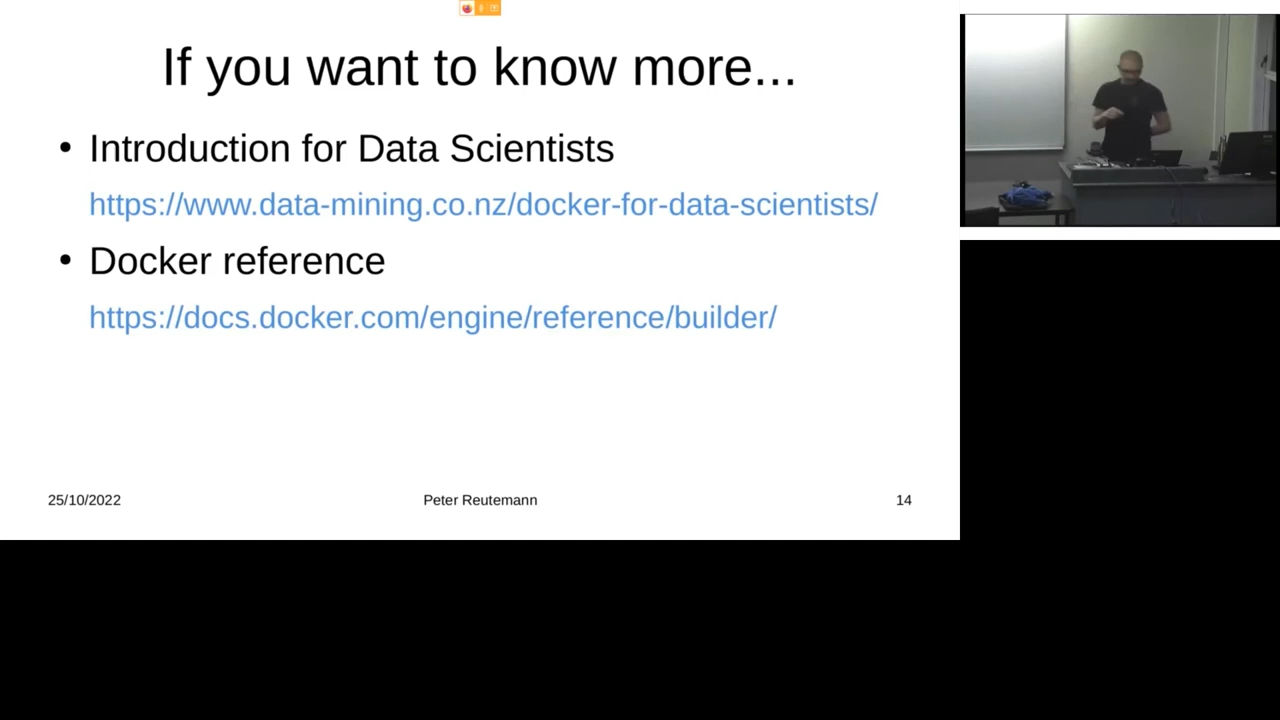 If you want to know more...
• Introduction for Data Scientists
https://www.data-mining.co.nz/docker-for-data-scientists/
• Docker reference
https://docs.docker.com/engine/reference/builder/
25/10/2022
Peter Reutemann
14